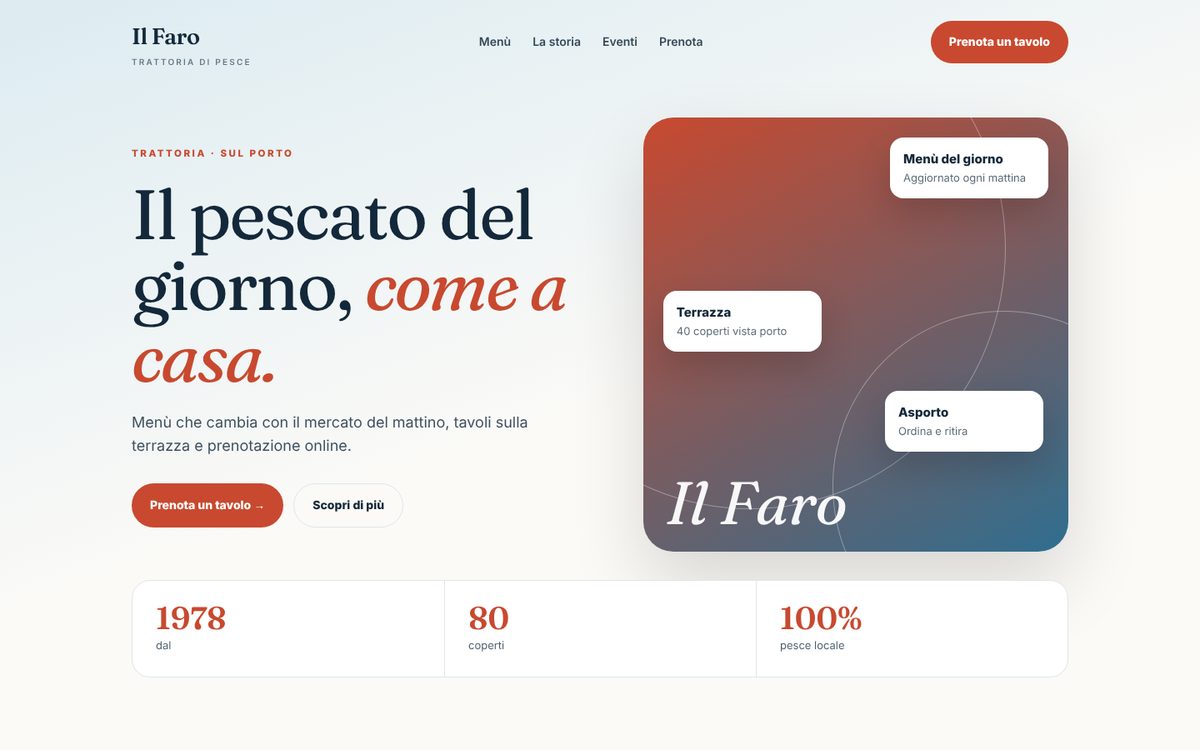 Il Faro
TRATTORIA DI PESCE
Menù
La storia
Eventi
Prenota
Prenota un tavolo
TRATTORIA · SUL PORTO
Il pescato del
giorno, come a
casa.
Menù che cambia con il mercato del mattino, tavoli sulla
terrazza e prenotazione online.
Prenota un tavolo →
Scopri di più
Menù del giorno
Aggiornato ogni mattina
Terrazza
40 coperti vista porto
Asporto
Ordina e ritira
Il Faro
1978
dal
80
coperti
100%
pesce locale